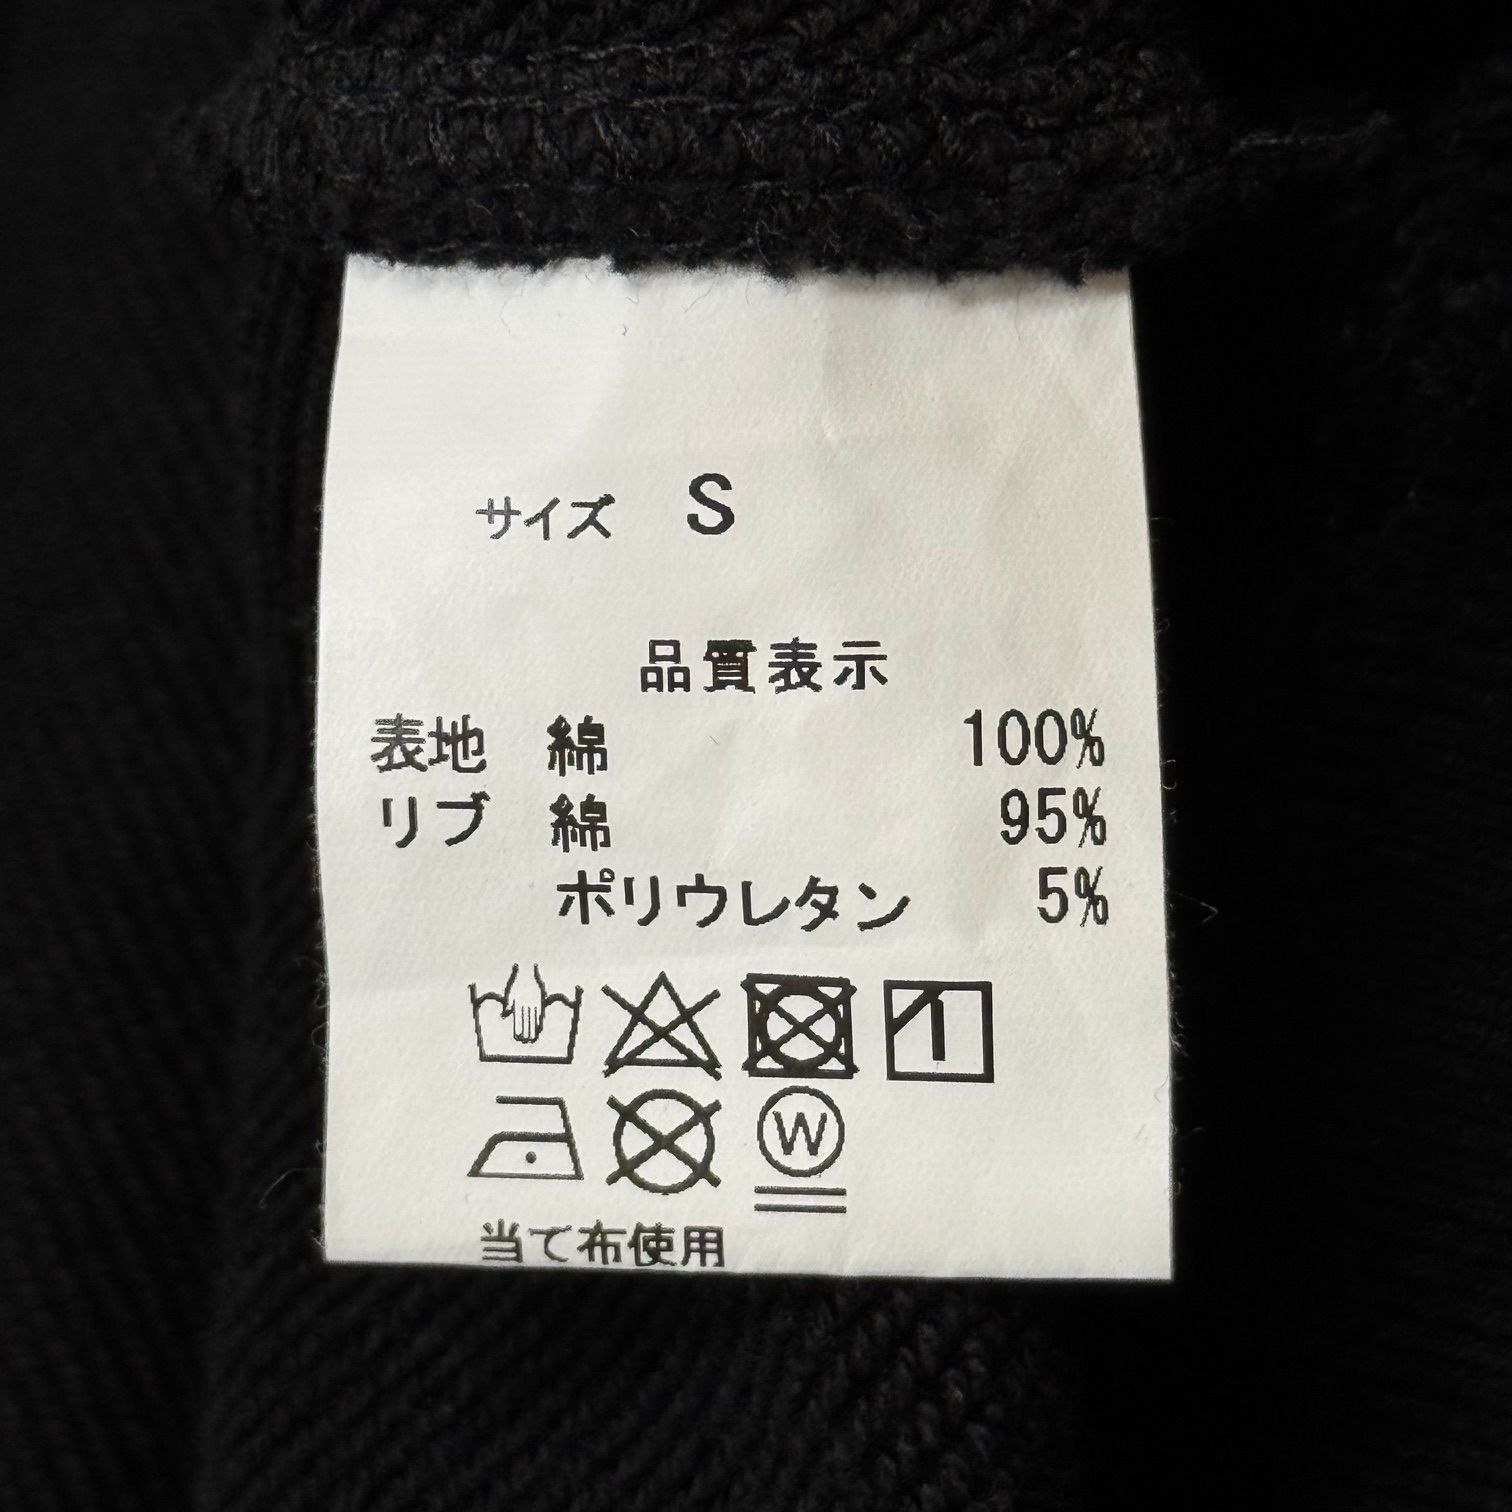 サイズ S
品質表示
表地 綿 100%
リブ 綿 95%
ポリウレタン 5%
W
当て布使用